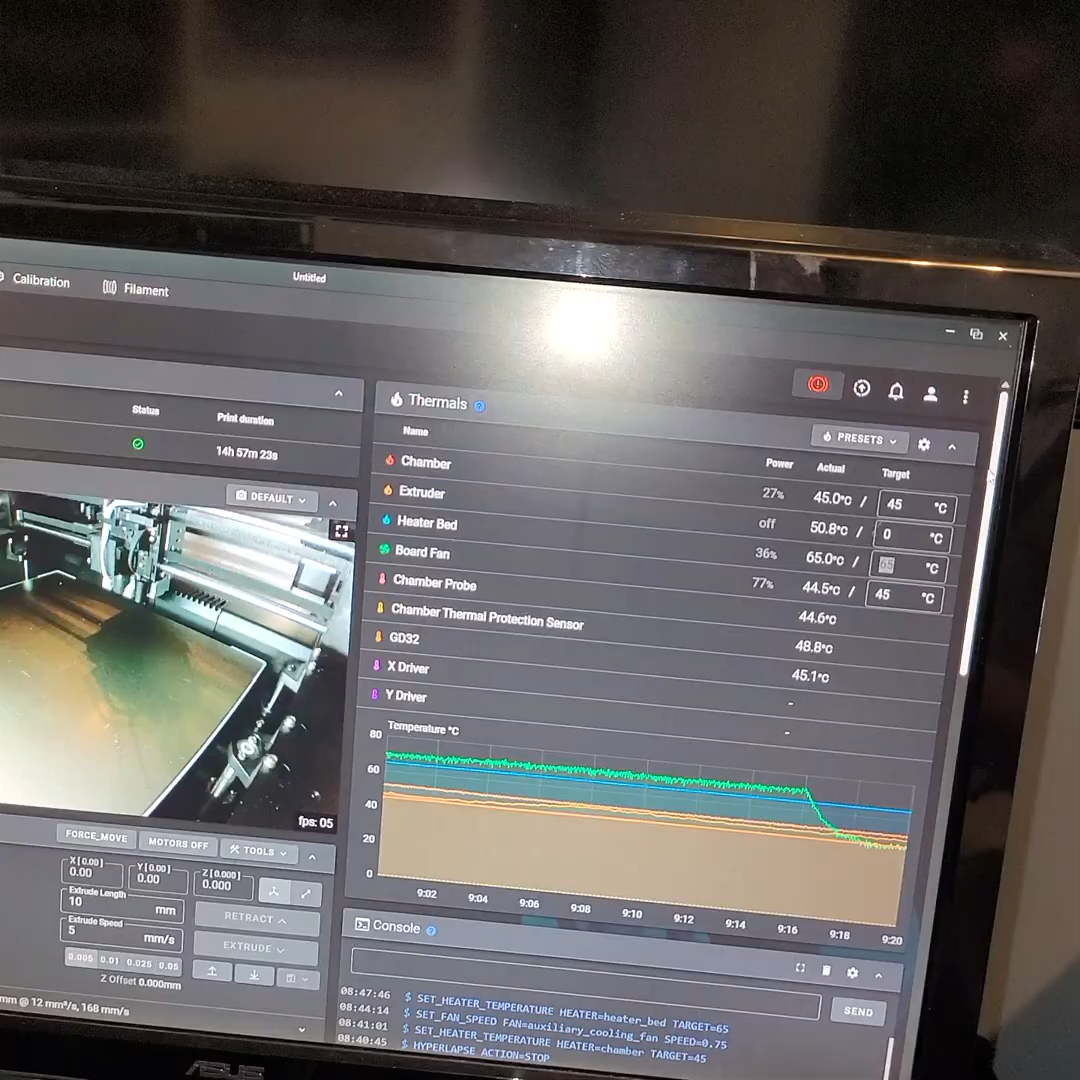 Calibration
Filament
Untitled
Status
Print duration
14h 57m 23s
DEFAULT
fps: 05
FORCE_MOVE
MOTORS OFF
TOOLS
X [0.00]
0.00
Y [0.00]
0.00
Z [0.000]
0.000
Extrude Length
10 mm
Extrude Speed
5 mm/s
RETRACT
EXTRUDE
0.005 0.01 0.025 0.05
Z Offset 0.000mm
mm @ 12 mm³/s, 168 mm/s
Thermals
PRESETS
Name Power Actual Target
Chamber 27% 45.0°C / 45 °C
Extruder off 50.8°C / 0 °C
Heater Bed 36% 65.0°C / 65 °C
Board Fan 77% 44.5°C / 45 °C
Chamber Probe 44.6°C
Chamber Thermal Protection Sensor 48.8°C
GD32 45.1°C
X Driver -
Y Driver -
Temperature °C
80
60
40
20
0
9:02 9:04 9:06 9:08 9:10 9:12 9:14 9:16 9:18 9:20
Console
SEND
08:47:46 $ SET_HEATER_TEMPERATURE HEATER=heater_bed TARGET=65
08:44:14 $ SET_FAN_SPEED FAN=auxiliary_cooling_fan SPEED=0.75
08:41:01 $ SET_HEATER_TEMPERATURE HEATER=chamber TARGET=45
08:40:45 $ HYPERLAPSE ACTION=STOP
ASUS